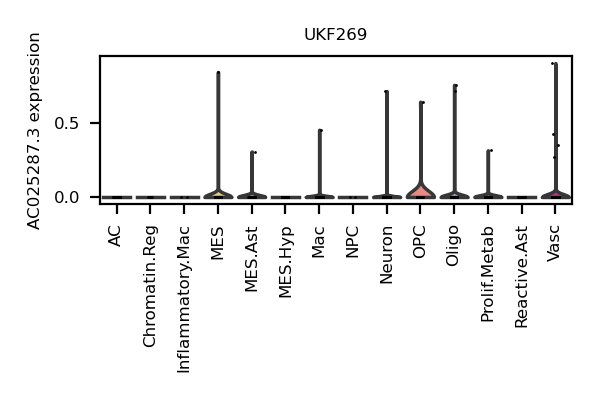 UKF269
AC025287.3 expression
0.5
0.0
AC
Chromatin.Reg
Inflammatory.Mac
MES
MES.Ast
MES.Hyp
Mac
NPC
Neuron
OPC
Oligo
Prolif.Metab
Reactive.Ast
Vasc